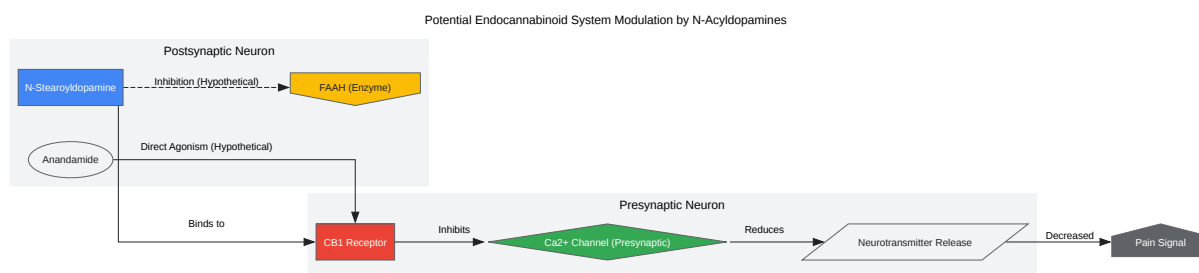 Potential Endocannabinoid System Modulation by N-Acyldopamines
Postsynaptic Neuron
N-Stearoyldopamine
Inhibition (Hypothetical)
FAAH (Enzyme)
Anandamide
Direct Agonism (Hypothetical)
Presynaptic Neuron
Binds to
CB1 Receptor
Inhibits
Ca2+ Channel (Presynaptic)
Reduces
Neurotransmitter Release
Decreased
Pain Signal